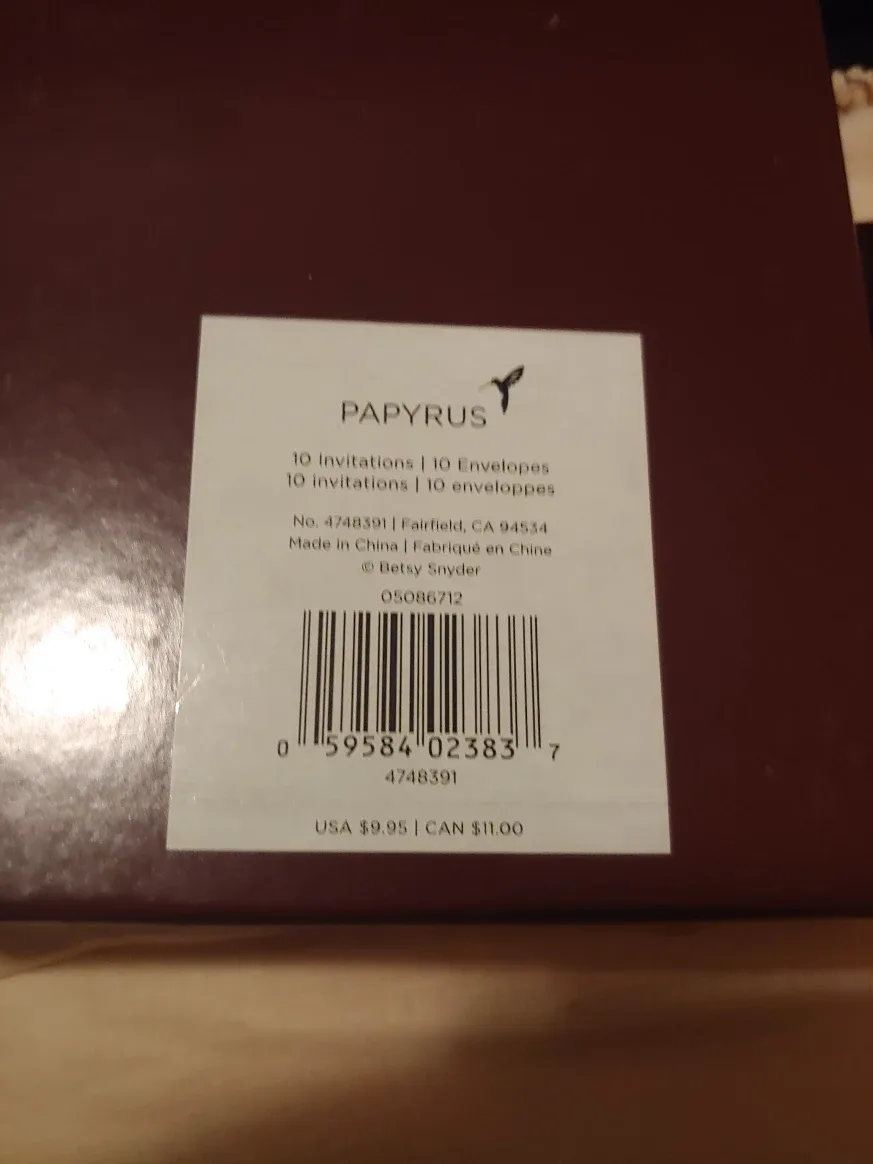 PAPYRUS
10 Invitations | 10 Envelopes
10 invitations | 10 enveloppes
No. 4748391 | Fairfield, CA 94534
Made in China | Fabriqué en Chine
© Betsy Snyder
05086712
0 59584 02383 7
4748391
USA $9.95 | CAN $11.00